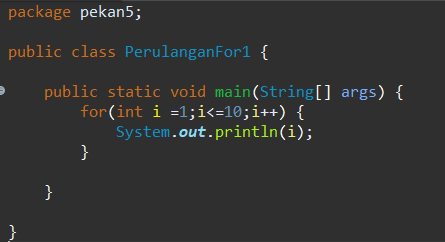 package pekan5;
public class PerulanganFor1 {
public static void main(String[] args) {
for(int i =1;i<=10;i++) {
System.out.println(i);
}
}
}